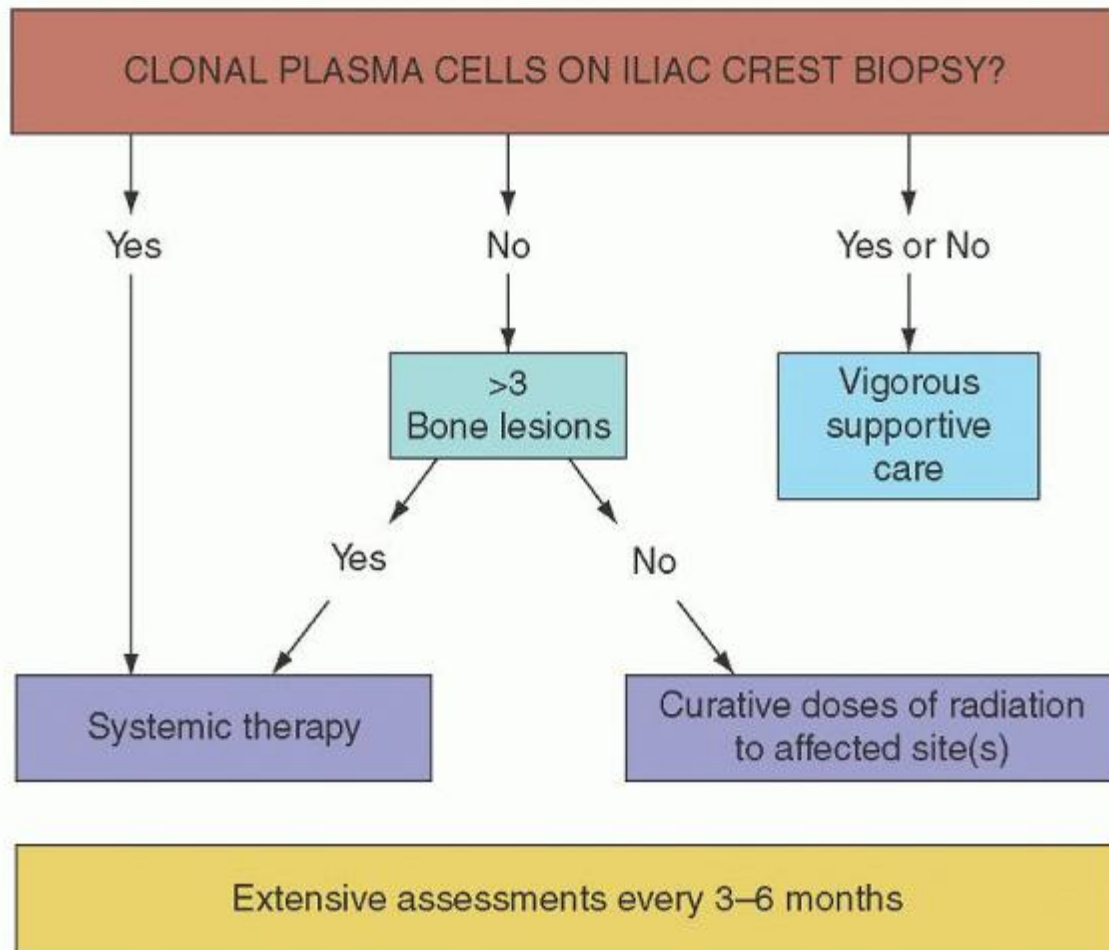 CLONAL PLASMA CELLS ON ILIAC CREST BIOPSY?
Yes
No
Yes or No
>3
Bone lesions
Vigorous
supportive
care
Yes
No
Systemic therapy
Curative doses of radiation
to affected site(s)
Extensive assessments every 3–6 months